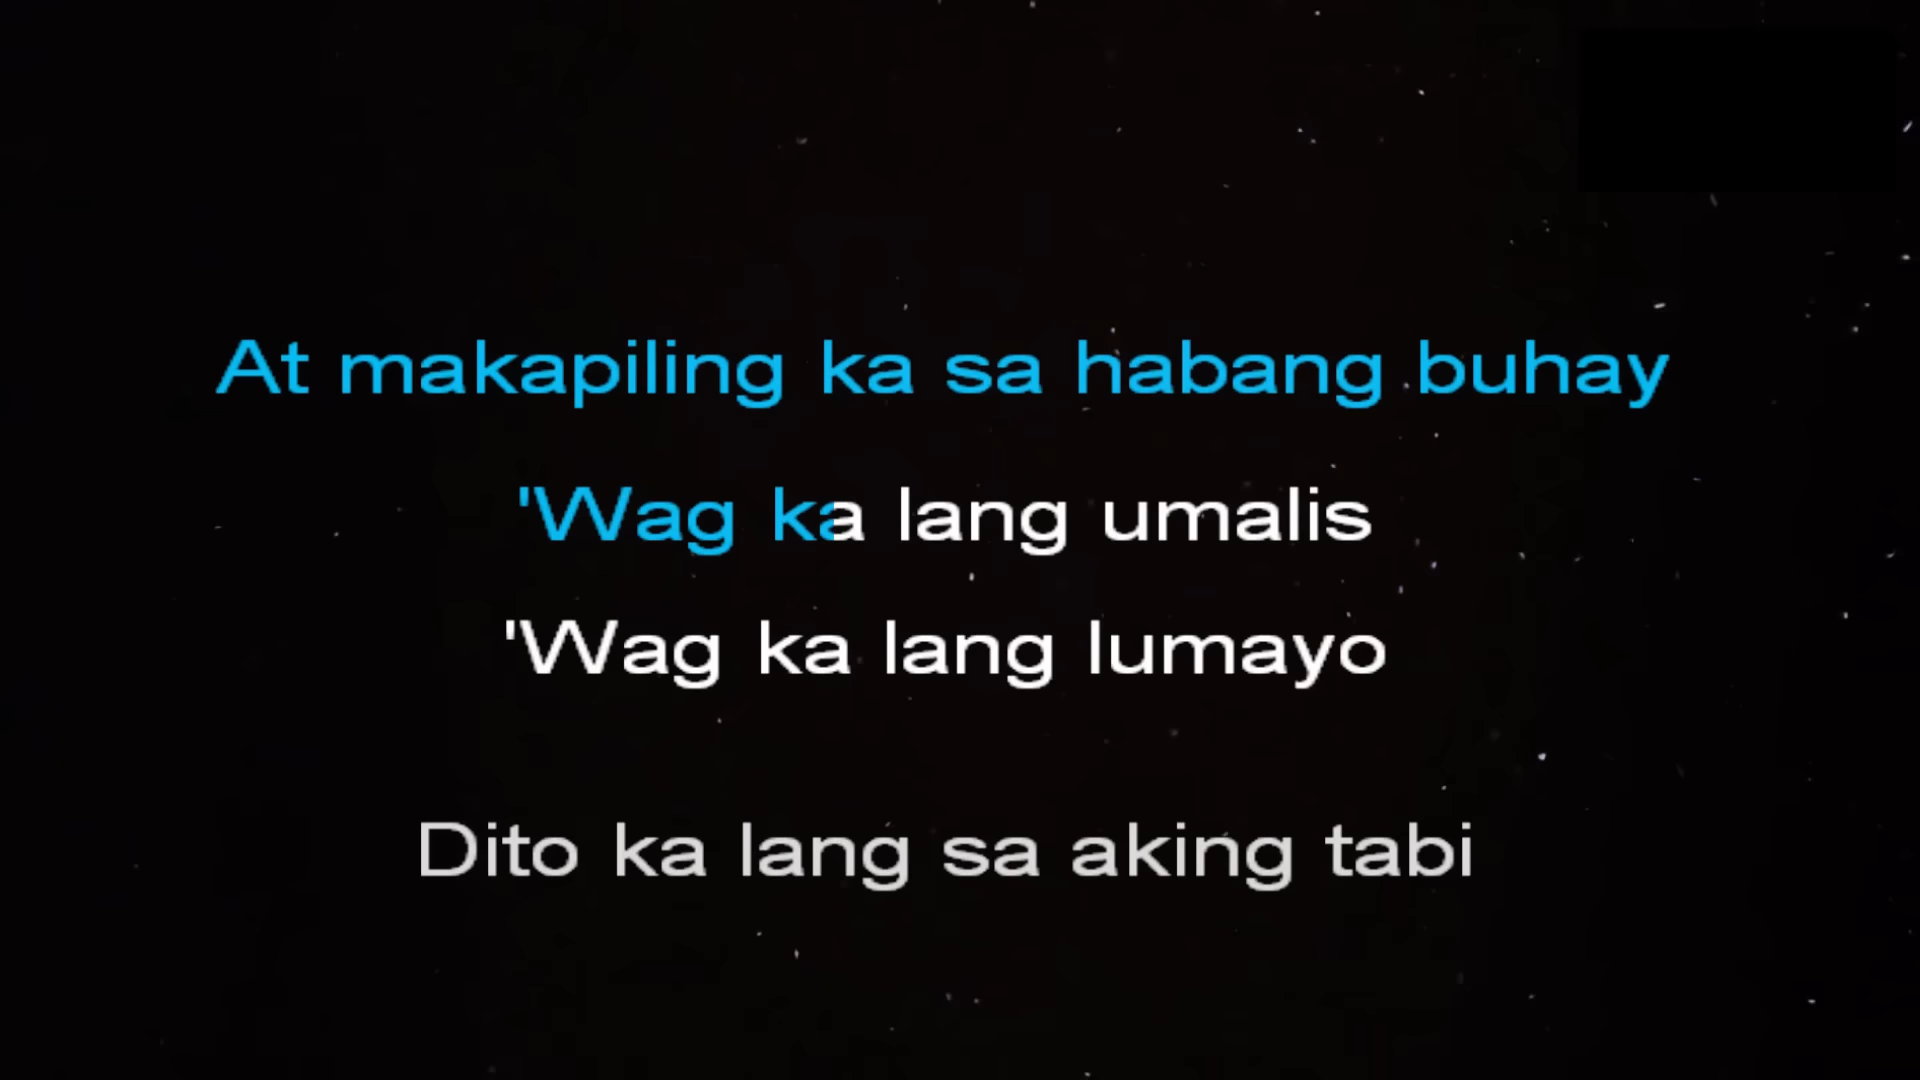 At makapiling ka sa habang buhay
'Wag ka lang umalis
'Wag ka lang lumayo
Dito ka lang sa aking tabi